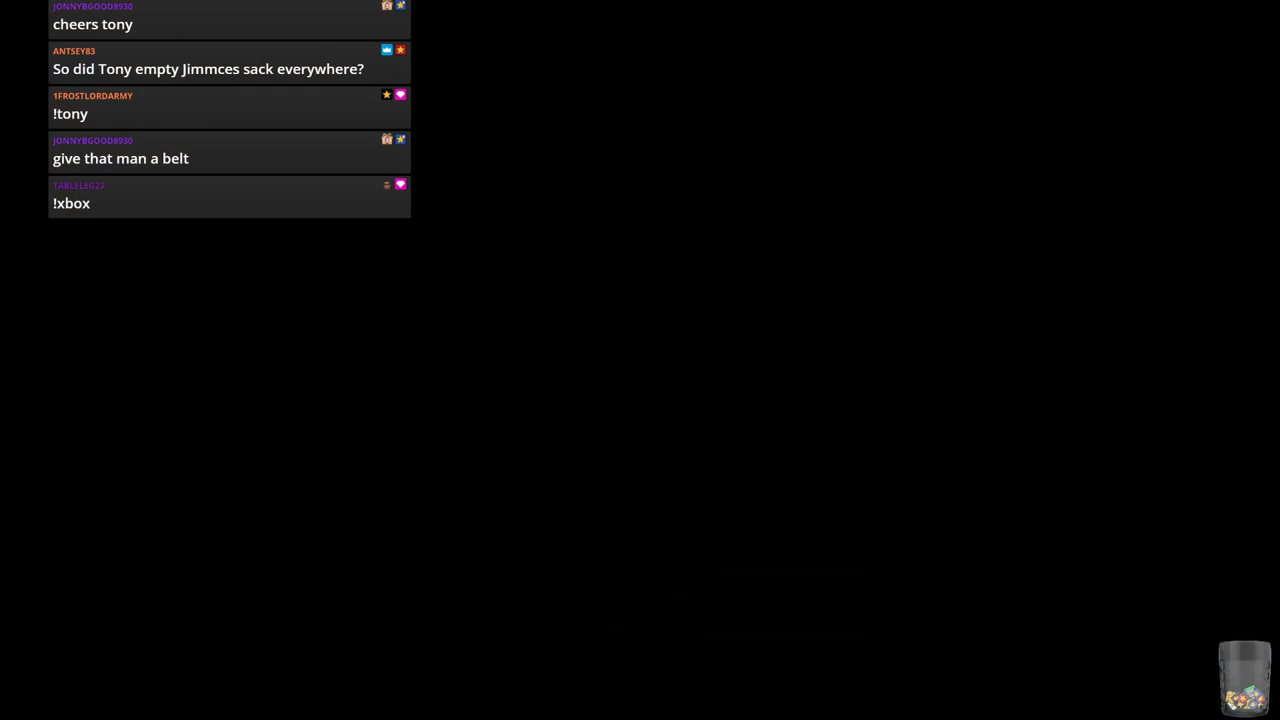 JONNYBGOOD8930
cheers tony
ANTSEY83
So did Tony empty Jimmces sack everywhere?
1FROSTLORDARMY
!tony
JONNYBGOOD8930
give that man a belt
TABLELEG23
!xbox